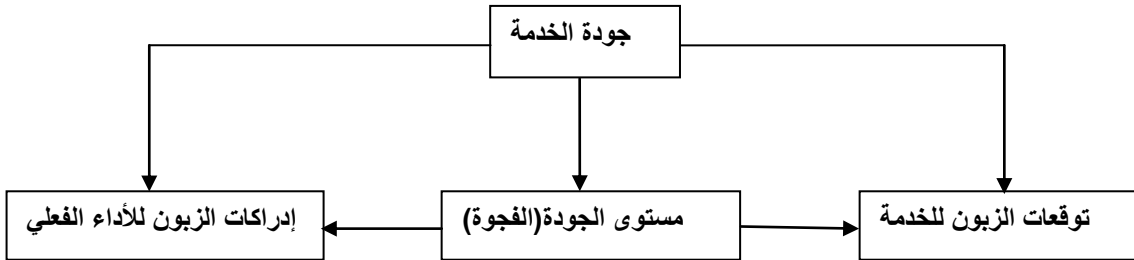 جودة الخدمة
توقعات الزبون للخدمة
مستوى الجودة(الفجوة)
إدراكات الزبون للأداء الفعلي